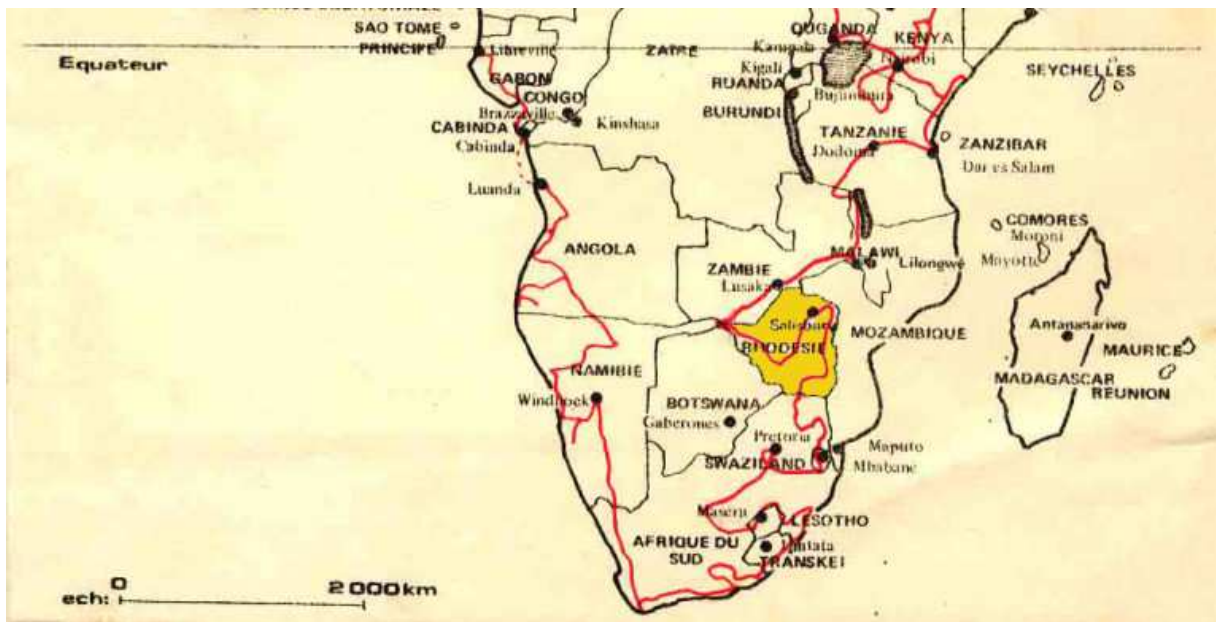 SAO TOME
PRINCIPE
Equateur
Libreville
GABON
CONGO
Brazzaville
Kinshasa
CABINDA
Cabinda
Luanda
ZAIRE
OUGANDA
Kampala
KENYA
Nairobi
Kigali
RUANDA
Bujumbura
BURUNDI
SEYCHELLES
TANZANIE
Dodoma
ZANZIBAR
Dar es Salam
ANGOLA
COMORES
Moroni
Mayotte
MALAWI
Lilongwé
ZAMBIE
Lusaka
Salisbury
RHODESIE
MOZAMBIQUE
Antananarivo
MAURICE
MADAGASCAR
REUNION
NAMIBIE
Windhoek
BOTSWANA
Gaberones
Pretoria
Maputo
SWAZILAND
Mbabane
Maseru
LESOTHO
AFRIQUE DU
SUD
Umtata
TRANSKEI
0 2000km
ech: